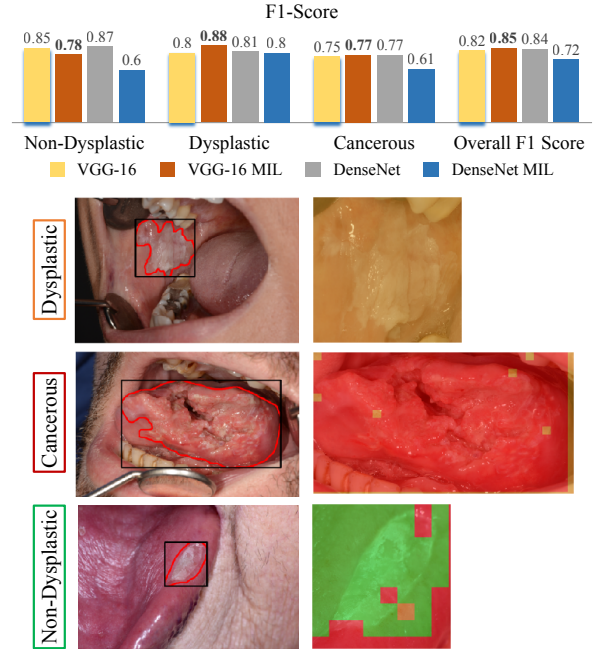 F1-Score
0.85 0.78 0.87 0.6 0.8 0.88 0.81 0.8 0.75 0.77 0.77 0.61 0.82 0.85 0.84 0.72
Non-Dysplastic Dysplastic Cancerous Overall F1 Score
VGG-16 VGG-16 MIL DenseNet DenseNet MIL
Dysplastic
Cancerous
Non-Dysplastic